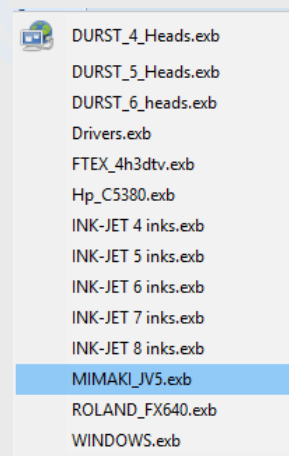 DURST_4_Heads.exb
DURST_5_Heads.exb
DURST_6_heads.exb
Drivers.exb
FTEX_4h3dtv.exb
Hp_C5380.exb
INK-JET 4 inks.exb
INK-JET 5 inks.exb
INK-JET 6 inks.exb
INK-JET 7 inks.exb
INK-JET 8 inks.exb
MIMAKI_JV5.exb
ROLAND_FX640.exb
WINDOWS.exb